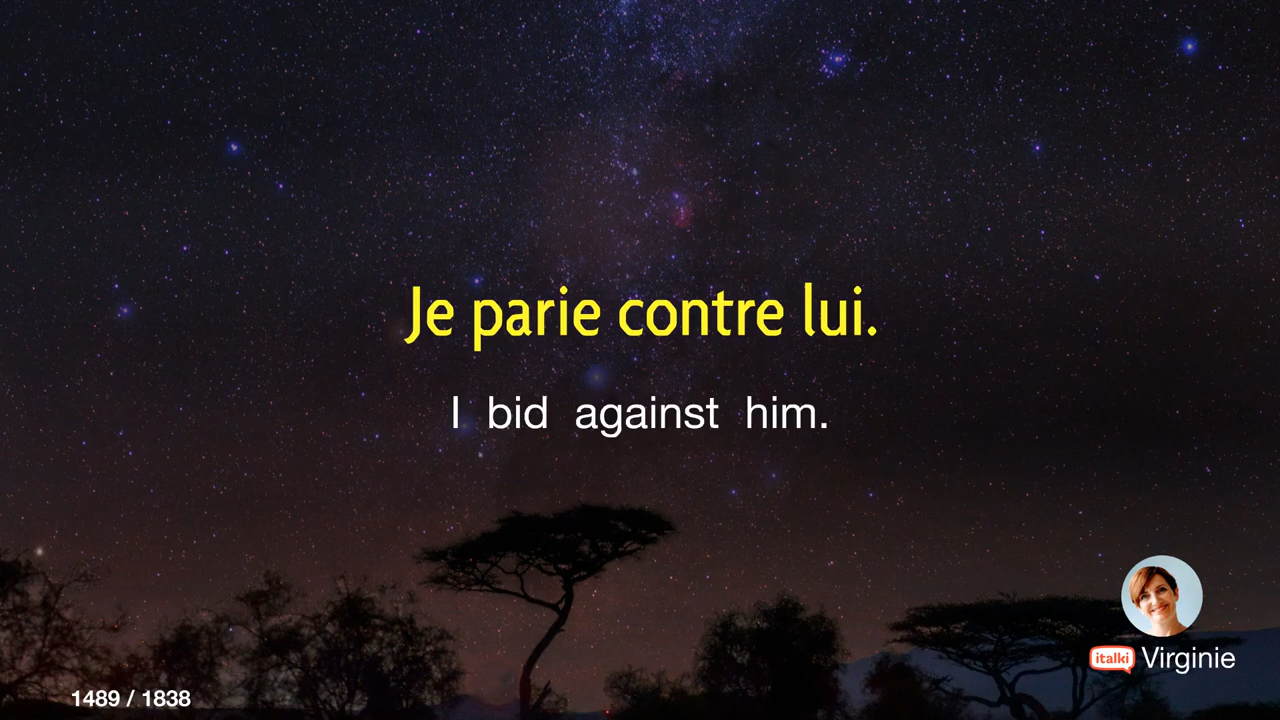 Je parie contre lui.
I bid against him.
italki Virginie
1489 / 1838